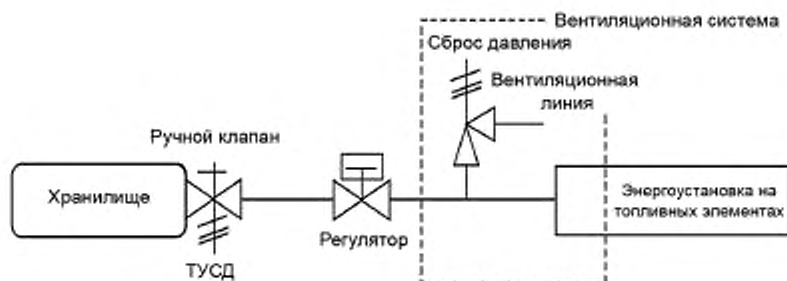 Вентиляционная система
Сброс давления
Вентиляционная
линия
Ручной клапан
Хранилище
Энергоустановка на
топливных элементах
Регулятор
ТУСД